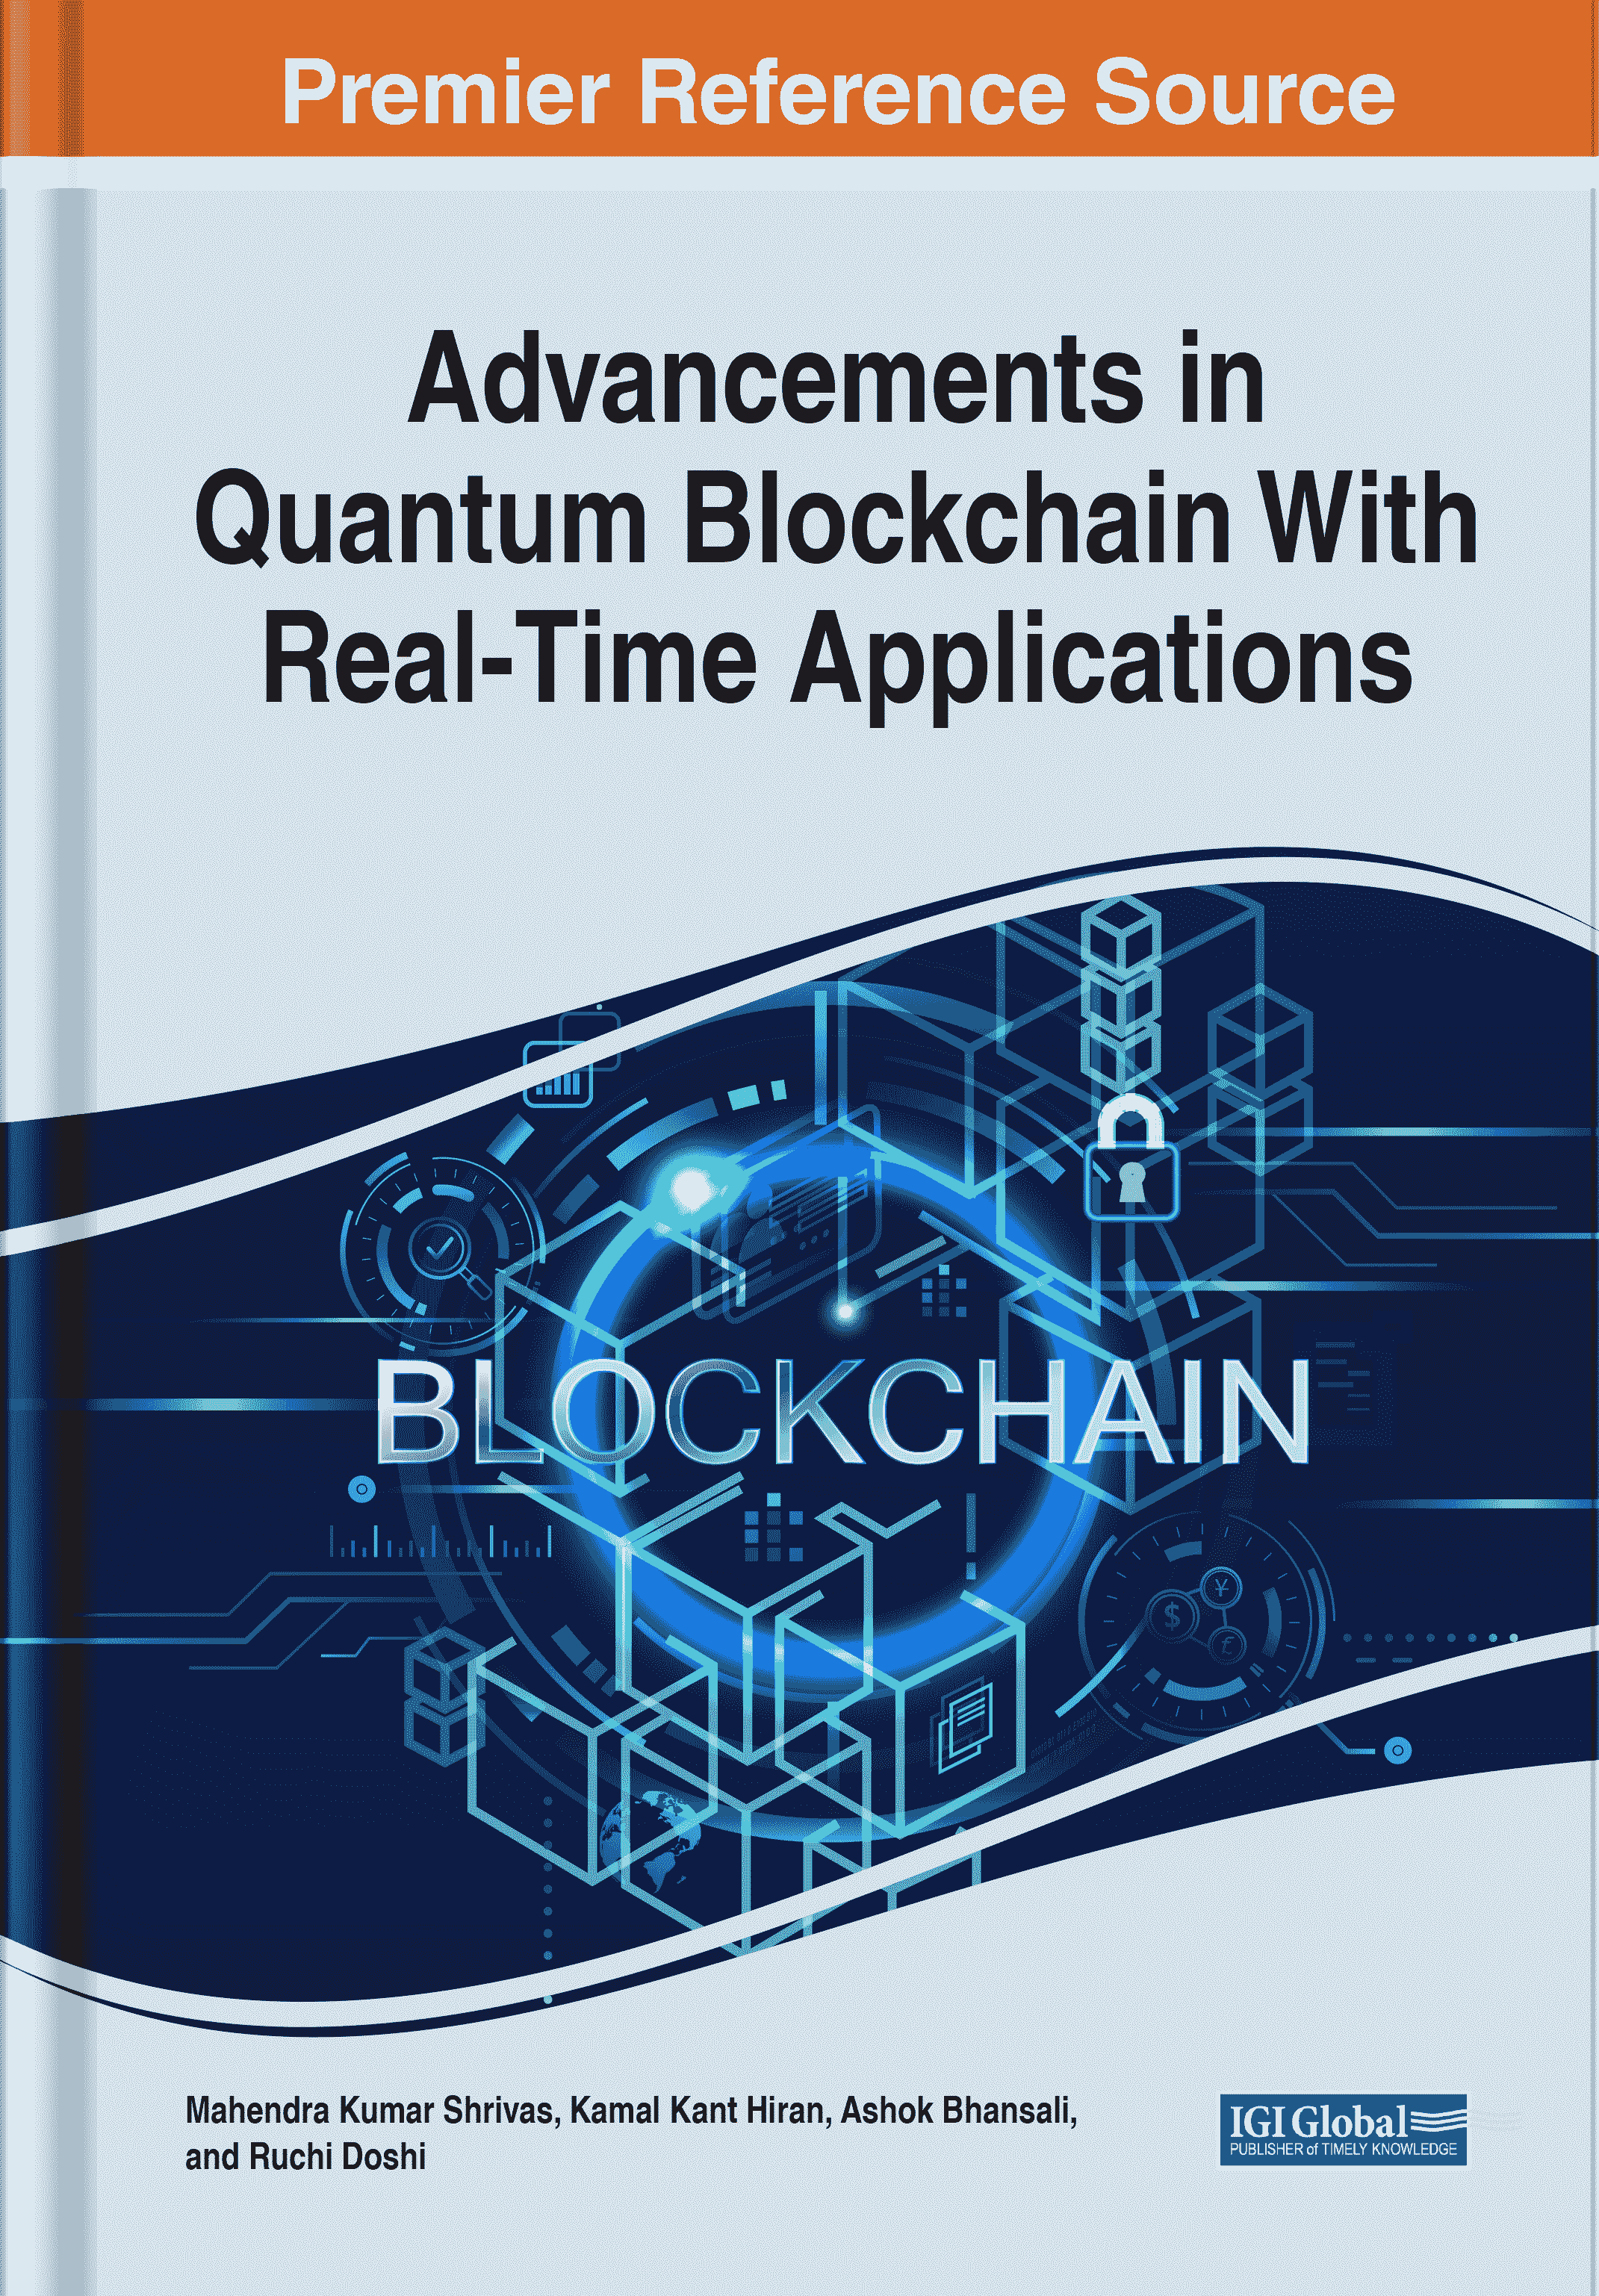 Premier Reference Source
Advancements in
Quantum Blockchain With
Real-Time Applications
¥
$
£
BLOCKCHAIN
Mahendra Kumar Shrivas, Kamal Kant Hiran, Ashok Bhansali,
and Ruchi Doshi
IGI Global
PUBLISHER of TIMELY KNOWLEDGE